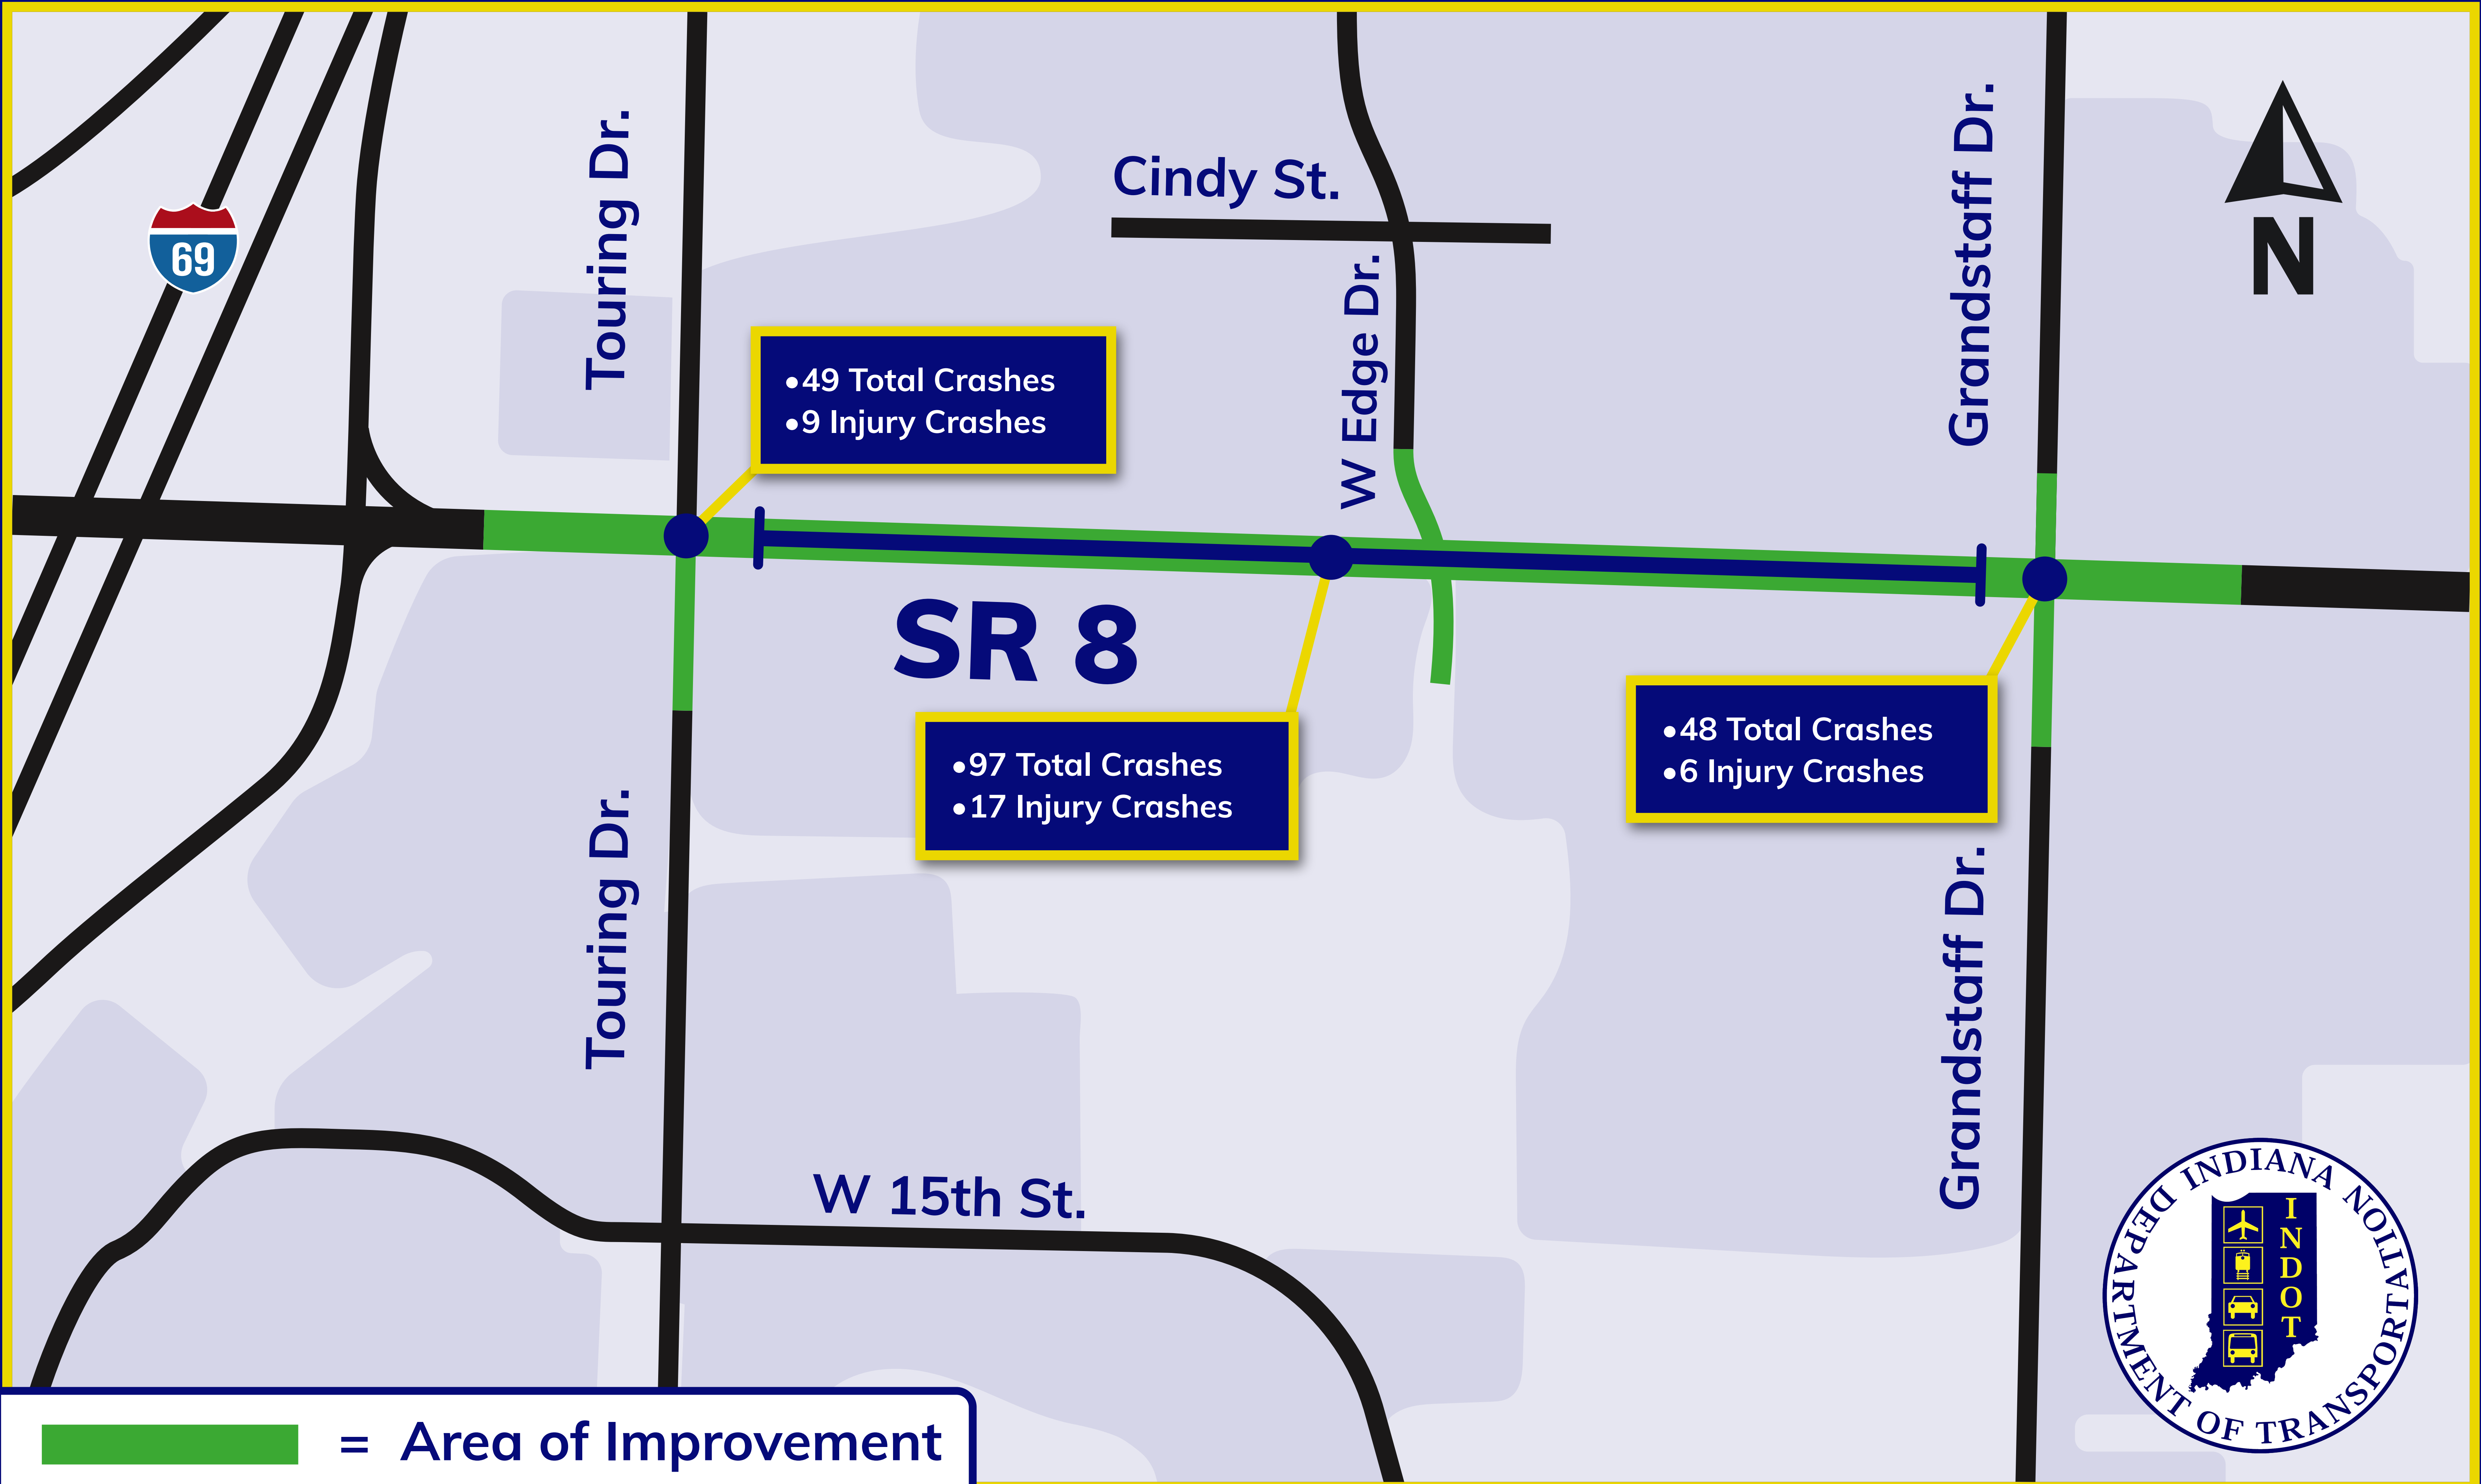 69
Touring Dr.
Cindy St.
W Edge Dr.
Grandstaff Dr.
N
•49 Total Crashes
•9 Injury Crashes
SR 8
•97 Total Crashes
•17 Injury Crashes
•48 Total Crashes
•6 Injury Crashes
Touring Dr.
Grandstaff Dr.
W 15th St.
INDIANA DEPARTMENT OF TRANSPORTATION
INDOT
= Area of Improvement